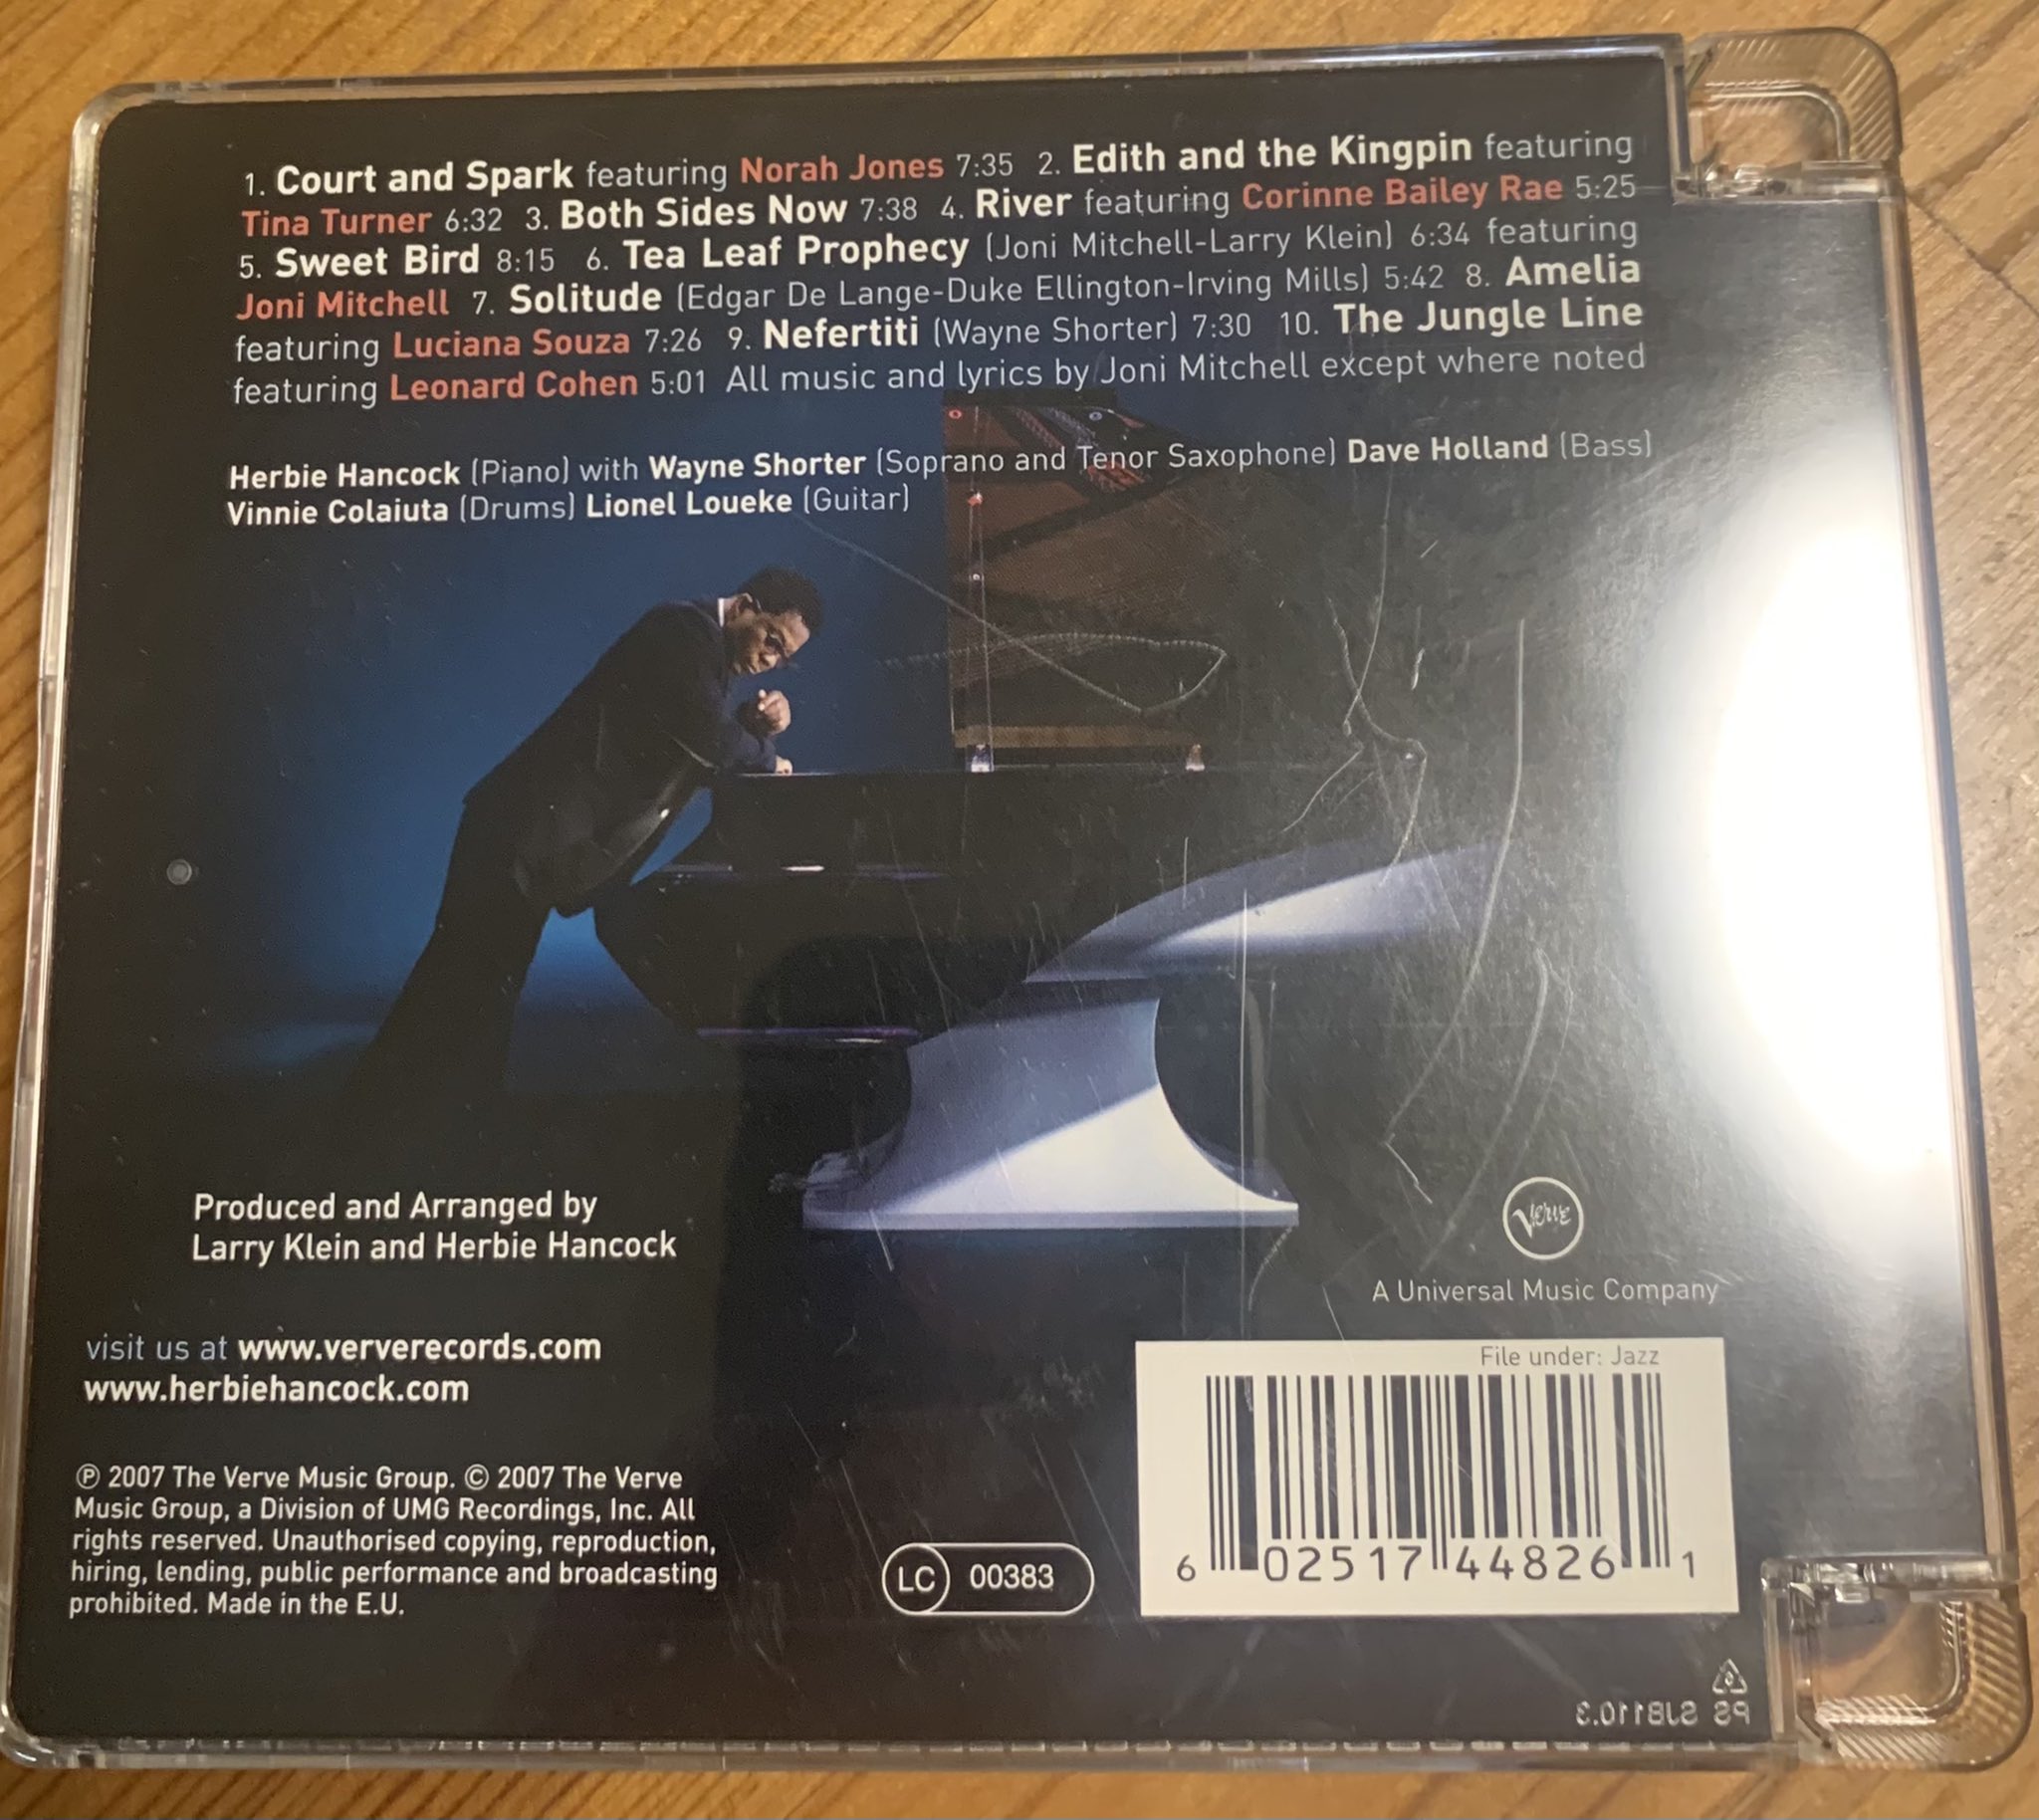 1. Court and Spark featuring Norah Jones 7:35 2. Edith and the Kingpin featuring
Tina Turner 6:32 3. Both Sides Now 7:38 4. River featuring Corinne Bailey Rae 5:25
5. Sweet Bird 8:15 6. Tea Leaf Prophecy (Joni Mitchell-Larry Klein) 6:34 featuring
Joni Mitchell 7. Solitude (Edgar De Lange-Duke Ellington-Irving Mills) 5:42 8. Amelia
featuring Luciana Souza 7:26 9. Nefertiti (Wayne Shorter) 7:30 10. The Jungle Line
featuring Leonard Cohen 5:01 All music and lyrics by Joni Mitchell except where noted
Herbie Hancock (Piano) with Wayne Shorter (Soprano and Tenor Saxophone) Dave Holland (Bass)
Vinnie Colaiuta (Drums) Lionel Loueke (Guitar)
Produced and Arranged by
Larry Klein and Herbie Hancock
Verve
A Universal Music Company
visit us at www.ververecords.com
www.herbiehancock.com
℗ 2007 The Verve Music Group. © 2007 The Verve
Music Group, a Division of UMG Recordings, Inc. All
rights reserved. Unauthorised copying, reproduction,
hiring, lending, public performance and broadcasting
prohibited. Made in the E.U.
LC 00383
File under: Jazz
6 02517 44826 1
PS SJB110.3